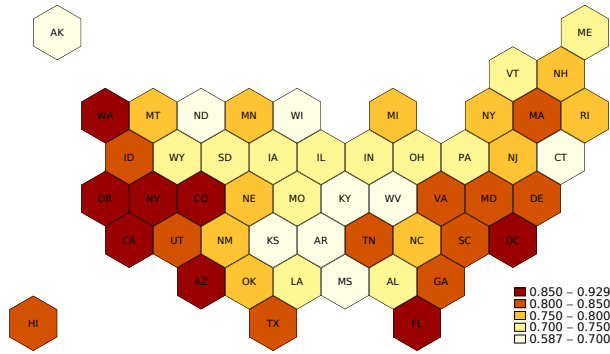 AK ME
VT NH
WA MT ND MN WI MI NY MA RI
ID WY SD IA IL IN OH PA NJ CT
OR NV CO NE MO KY WV VA MD DE
CA UT NM KS AR TN NC SC DC
AZ OK LA MS AL GA
HI TX FL
0.850 – 0.929
0.800 – 0.850
0.750 – 0.800
0.700 – 0.750
0.587 – 0.700